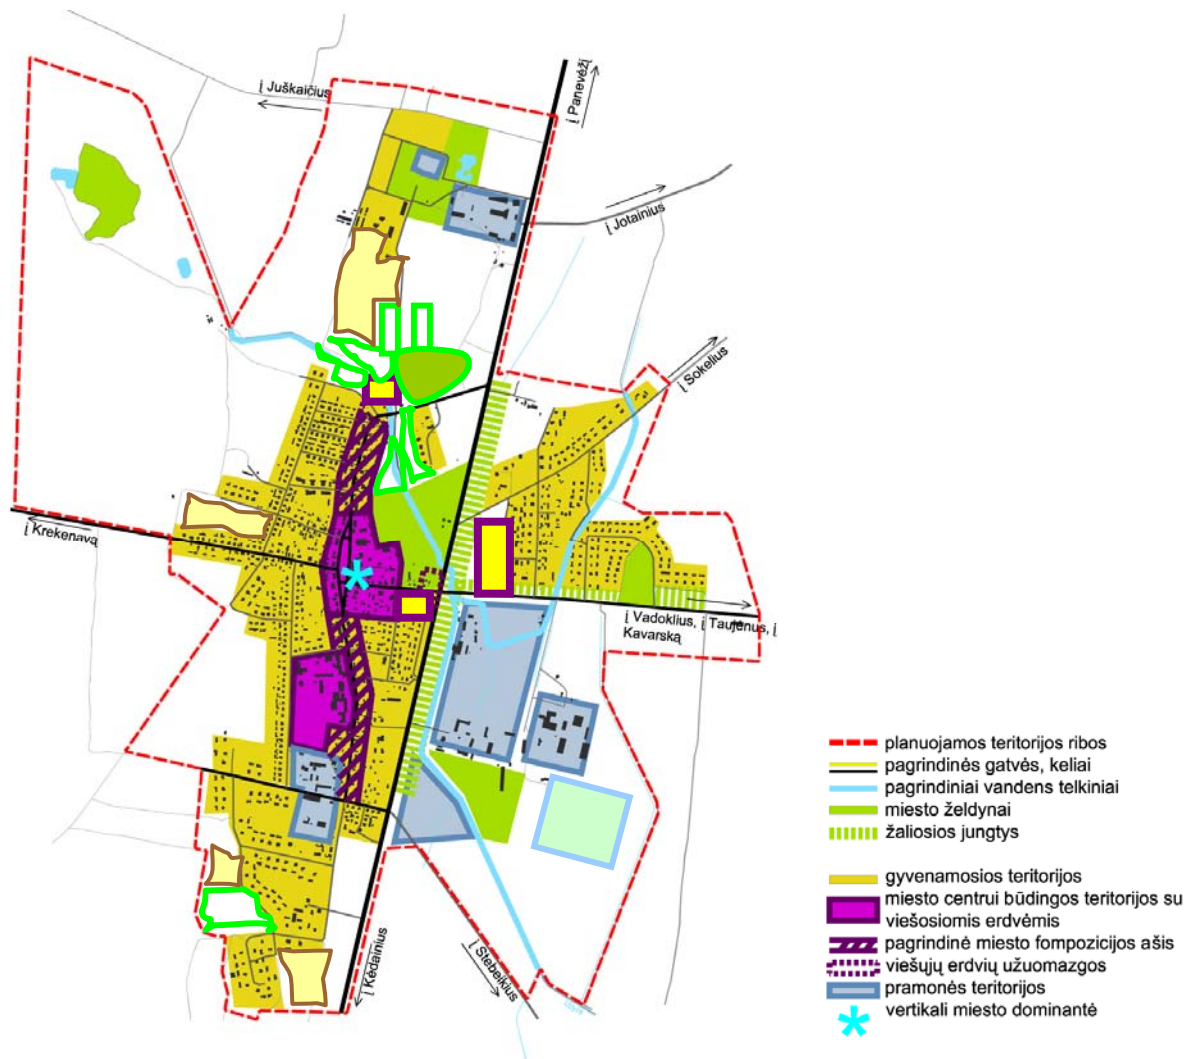 į Juškaičius
į Panevėžį
į Jotainius
į Sokelius
į Krekenavą
į Vadoklius, į Taujėnus, į
Kavarską
į Kėdainius
į Stebeikius
planuojamos teritorijos ribos
pagrindinės gatvės, keliai
pagrindiniai vandens telkiniai
miesto želdynai
žaliosios jungtys
gyvenamosios teritorijos
miesto centrui būdingos teritorijos su
viešosiomis erdvėmis
pagrindinė miesto fompozicijos ašis
viešųjų erdvių užuomazgos
pramonės teritorijos
vertikali miesto dominantė